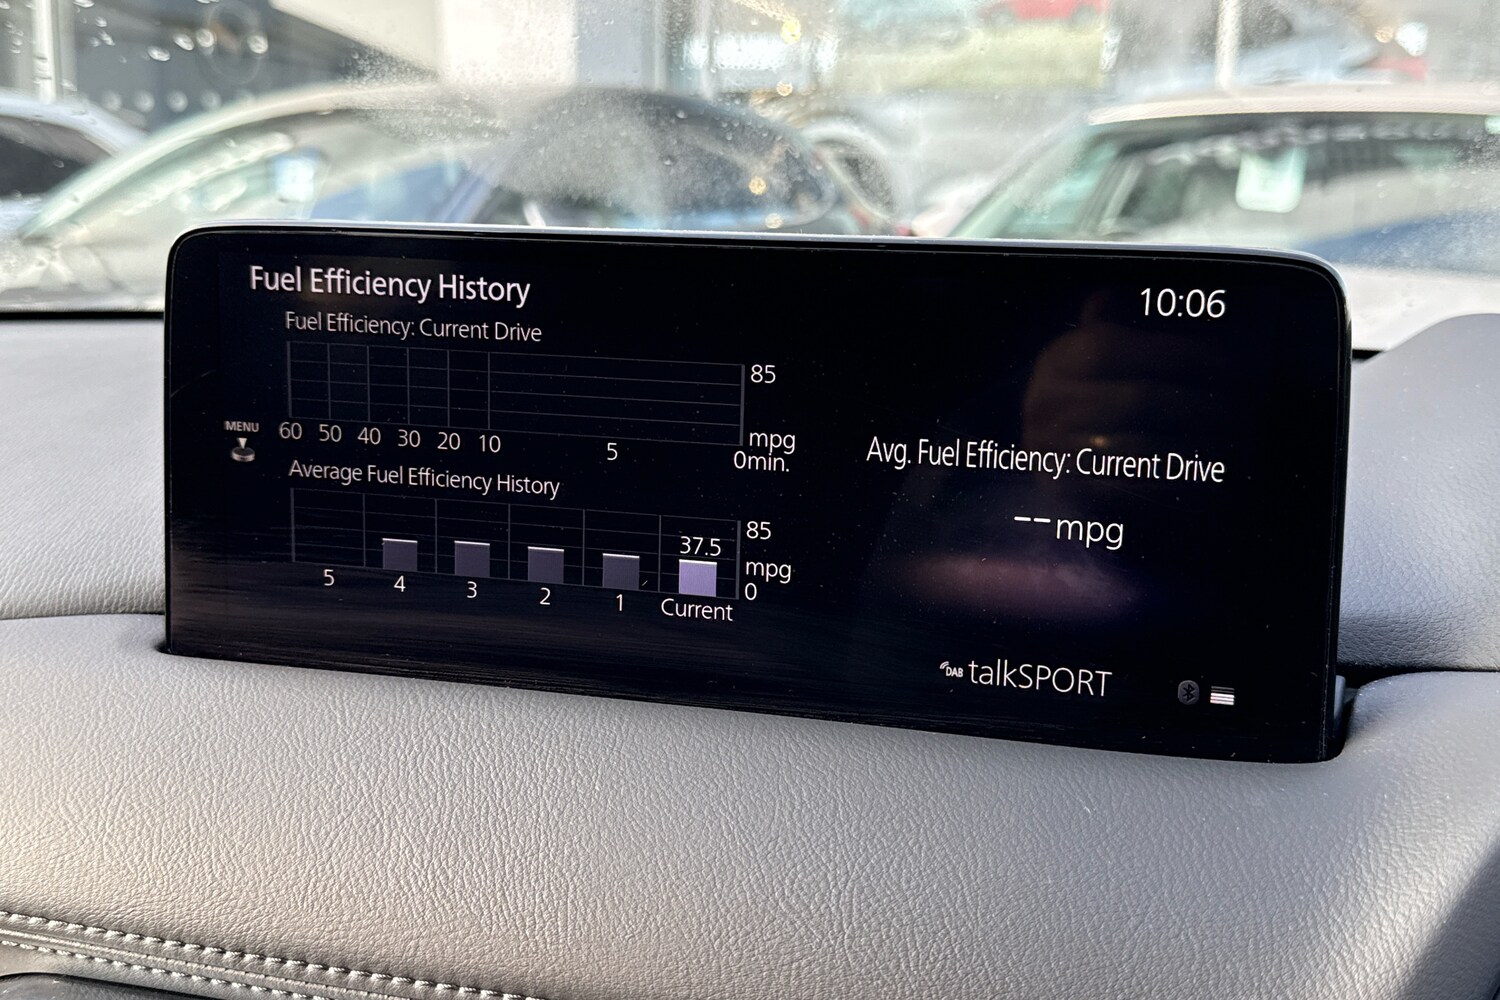 Fuel Efficiency History
10:06
Fuel Efficiency: Current Drive
85
mpg
60 50 40 30 20 10 5 0min.
MENU
Average Fuel Efficiency History
85
37.5
mpg
0
5 4 3 2 1 Current
Avg. Fuel Efficiency: Current Drive
--mpg
DAB talkSPORT